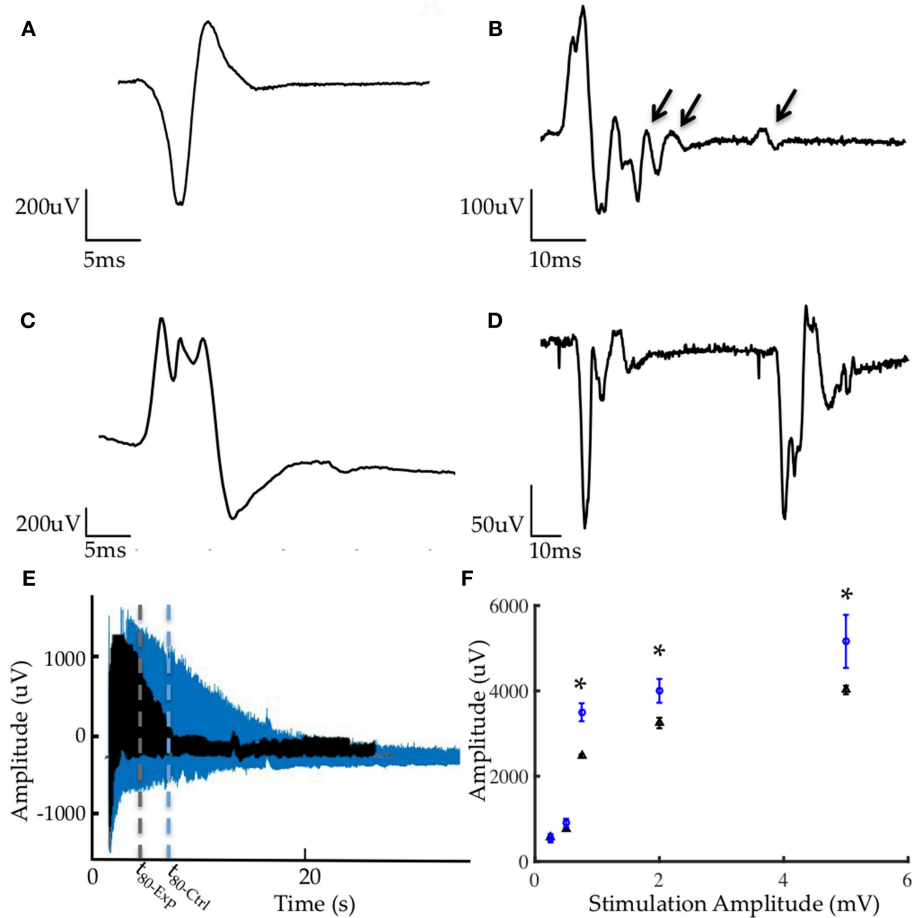 A
B
200uV
5ms
100uV
10ms
C
D
200uV
5ms
50uV
10ms
E
F
Amplitude (uV)
1000
0
-1000
0
t80-Exp
t80-Ctrl
20
Time (s)
Amplitude (uV)
6000
4000
2000
0
*
*
*
0
2
4
6
Stimulation Amplitude (mV)